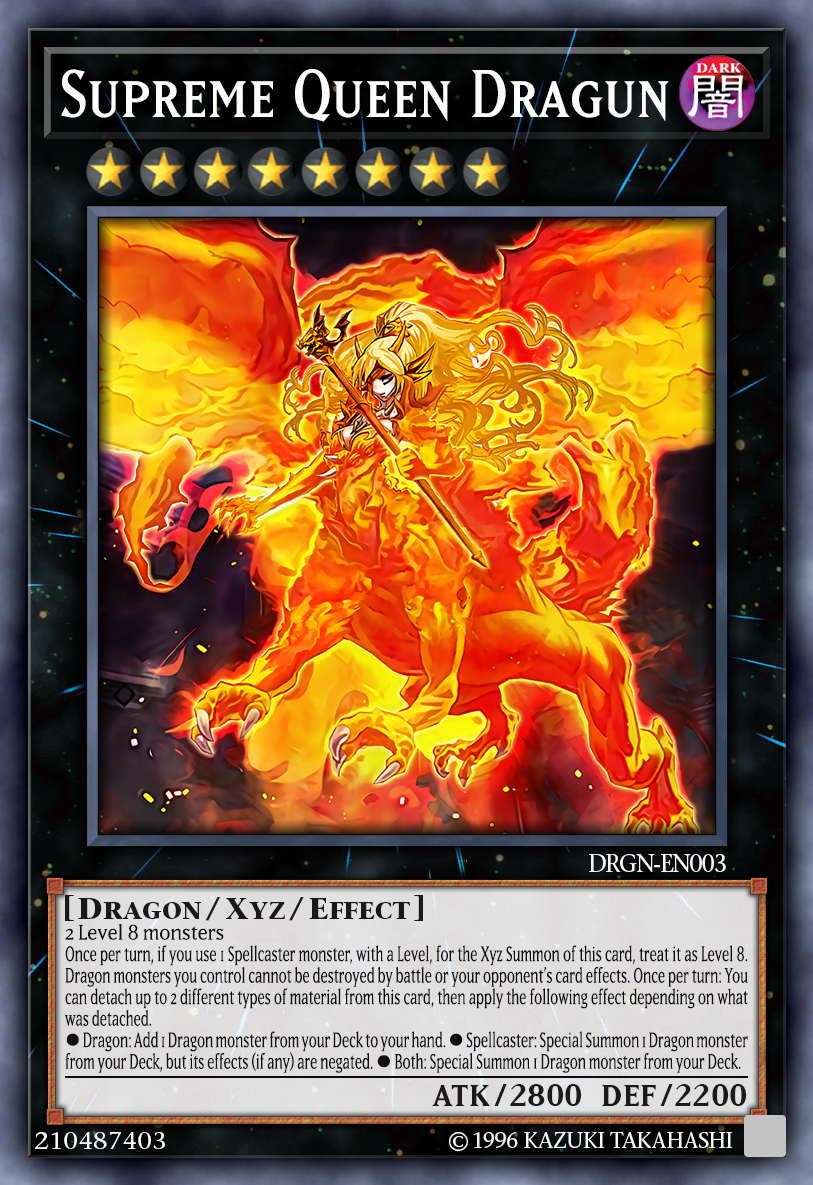 Supreme Queen Dragun
DARK
闇
DRGN-EN003
[Dragon/Xyz/Effect]
2 Level 8 monsters
Once per turn, if you use 1 Spellcaster monster, with a Level, for the Xyz Summon of this card, treat it as Level 8.
Dragon monsters you control cannot be destroyed by battle or your opponent's card effects. Once per turn: You
can detach up to 2 different types of material from this card, then apply the following effect depending on what
was detached.
● Dragon: Add 1 Dragon monster from your Deck to your hand. ● Spellcaster: Special Summon 1 Dragon monster
from your Deck, but its effects (if any) are negated. ● Both: Special Summon 1 Dragon monster from your Deck.
ATK/2800 DEF/2200
210487403
© 1996 KAZUKI TAKAHASHI